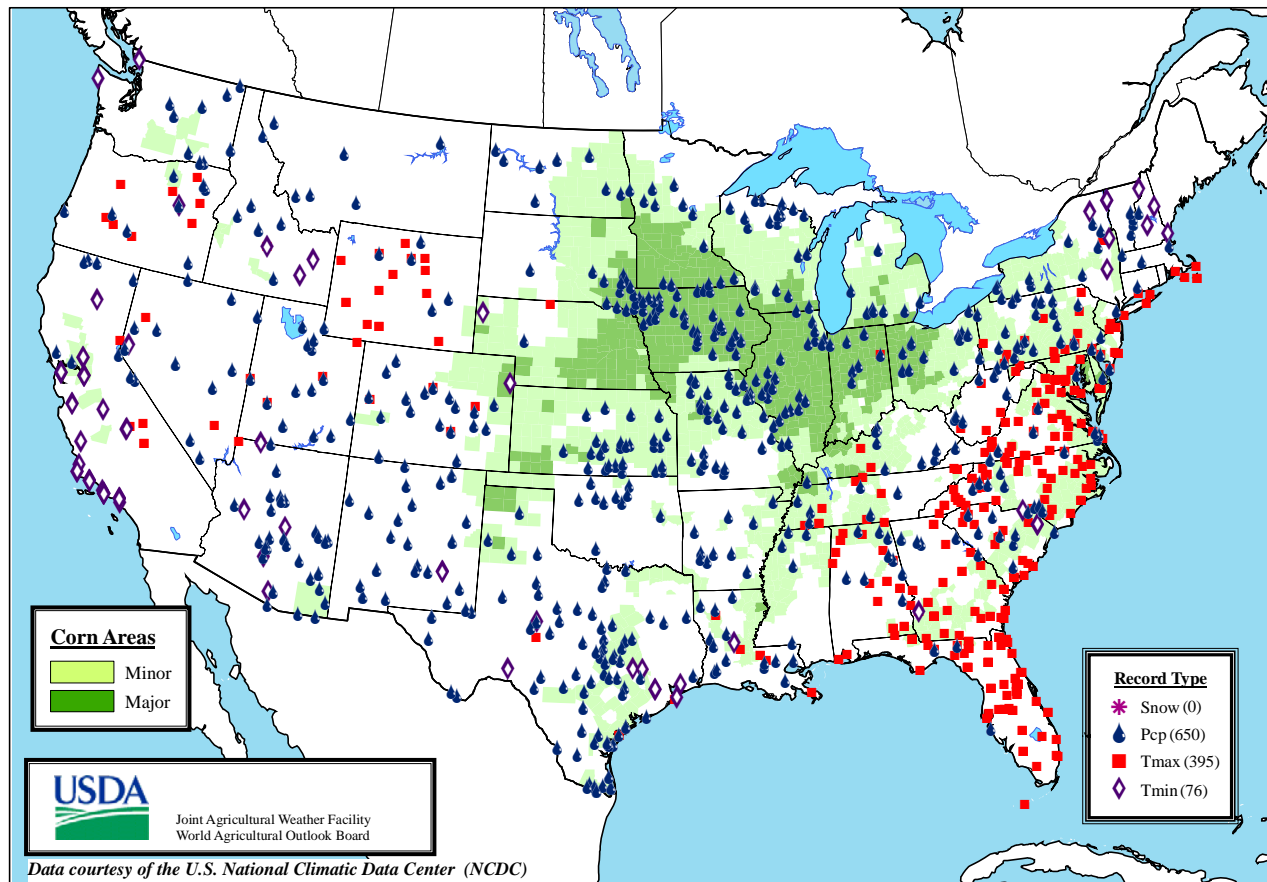 Corn Areas
Minor
Major
Record Type
Snow (0)
Pcp (650)
Tmax (395)
Tmin (76)
USDA
Joint Agricultural Weather Facility
World Agricultural Outlook Board
Data courtesy of the U.S. National Climatic Data Center (NCDC)